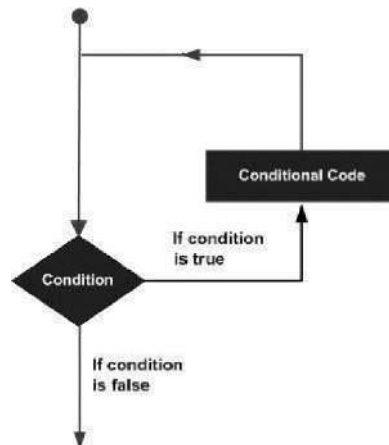 Conditional Code
If condition
is true
Condition
If condition
is false